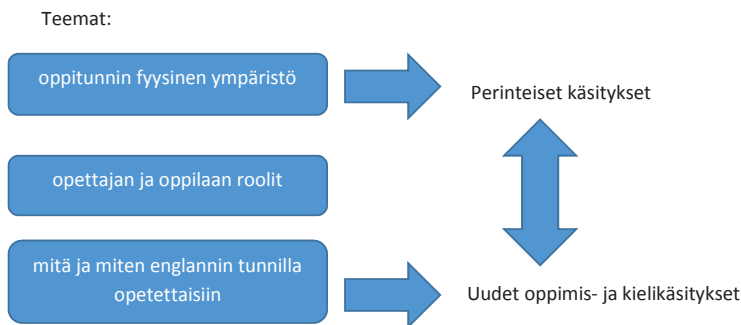 Teemat:
oppitunnin fyysinen ympäristö
Perinteiset käsitykset
opettajan ja oppilaan roolit
mitä ja miten englannin tunnilla
opetettaisiin
Uudet oppimis- ja kielikäsitykset